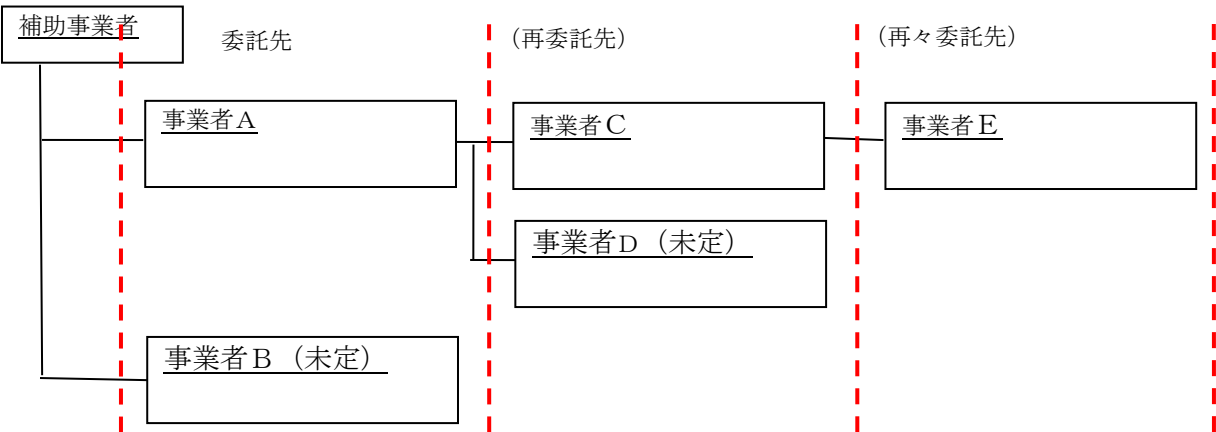 補助事業者
委託先
（再委託先）
（再々委託先）
事業者A
事業者C
事業者E
事業者D（未定）
事業者B（未定）